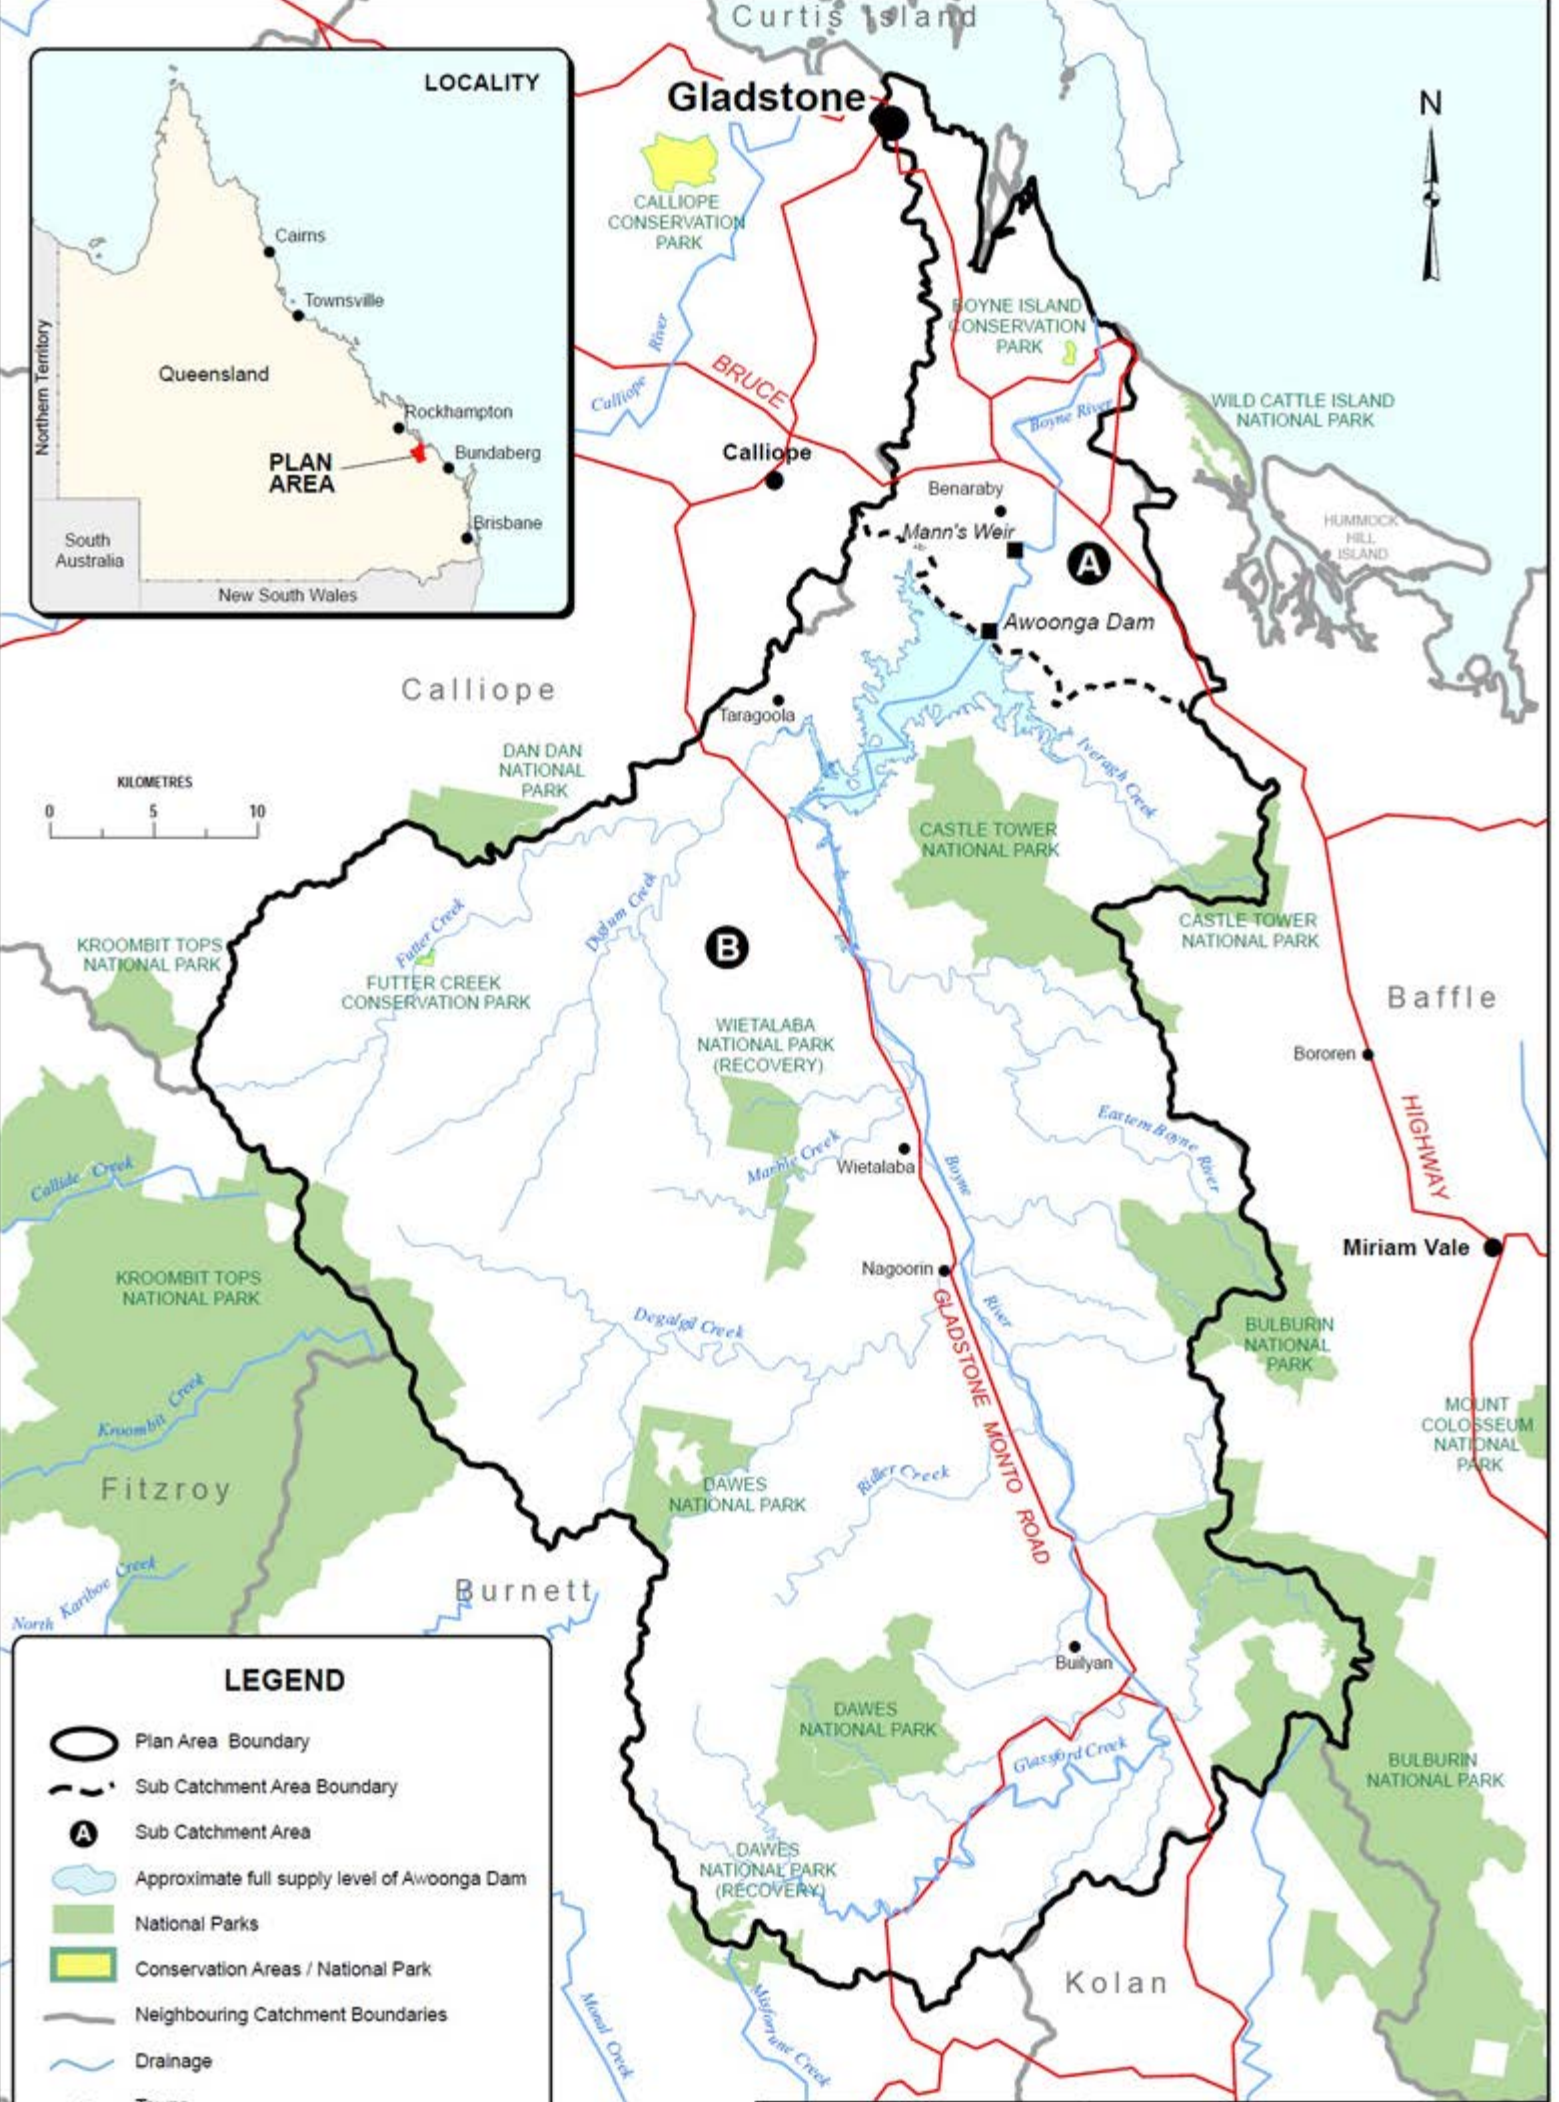 Curtis Island
LOCALITY
Gladstone
N
CALLIOPE
CONSERVATION
PARK
Cairns
Townsville
Northern Territory
Queensland
Rockhampton
PLAN
AREA
Bundaberg
Brisbane
South
Australia
New South Wales
BOYNE ISLAND
CONSERVATION
PARK
River
Calliope
BRUCE
Boyne River
WILD CATTLE ISLAND
NATIONAL PARK
Calliope
Benaraby
Mann's Weir
HUMMOCK
HILL
ISLAND
A
Awoonga Dam
Calliope
Taragoola
Iveragh Creek
DAN DAN
NATIONAL
PARK
KILOMETRES
0 5 10
CASTLE TOWER
NATIONAL PARK
Futter Creek
Diglum Creek
KROOMBIT TOPS
NATIONAL PARK
B
CASTLE TOWER
NATIONAL PARK
FUTTER CREEK
CONSERVATION PARK
Baffle
WIETALABA
NATIONAL PARK
(RECOVERY)
Bororen
HIGHWAY
Eastern Boyne River
Marble Creek
Wietalaba
Boyne
Callide Creek
Miriam Vale
Nagoorin
KROOMBIT TOPS
NATIONAL PARK
River
Degalgil Creek
GLADSTONE MONTO ROAD
BULBURIN
NATIONAL
PARK
Kroombit Creek
MOUNT
COLOSSEUM
NATIONAL
PARK
Fitzroy
Ridler Creek
DAWES
NATIONAL PARK
North Kariboe Creek
Burnett
Builyan
LEGEND
Plan Area Boundary
Sub Catchment Area Boundary
A
Sub Catchment Area
Approximate full supply level of Awoonga Dam
National Parks
Conservation Areas / National Park
Neighbouring Catchment Boundaries
Drainage
DAWES
NATIONAL PARK
Glassford Creek
BULBURIN
NATIONAL PARK
DAWES
NATIONAL PARK
(RECOVERY)
Kolan
Monal Creek
Misfortune Creek